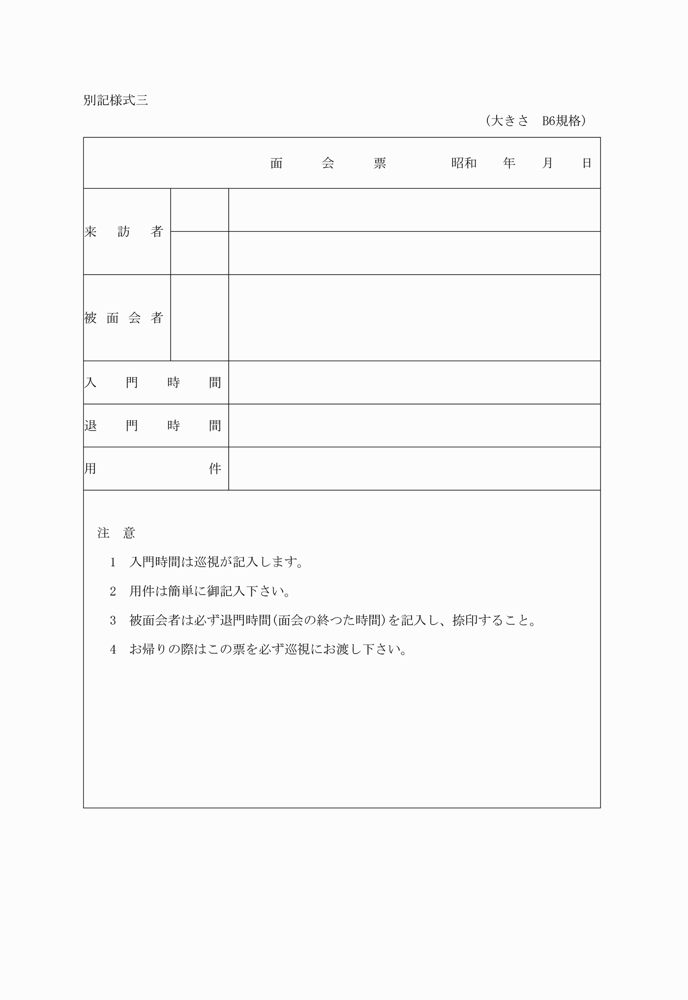 別記様式三
（大きさ　B6規格）
面　会　票　昭和　年　月　日
来訪者
被面会者
入門時間
退門時間
用件
注　意
1　入門時間は巡視が記入します。
2　用件は簡単に御記入下さい。
3　被面会者は必ず退門時間(面会の終つた時間)を記入し、捺印すること。
4　お帰りの際はこの票を必ず巡視にお渡し下さい。